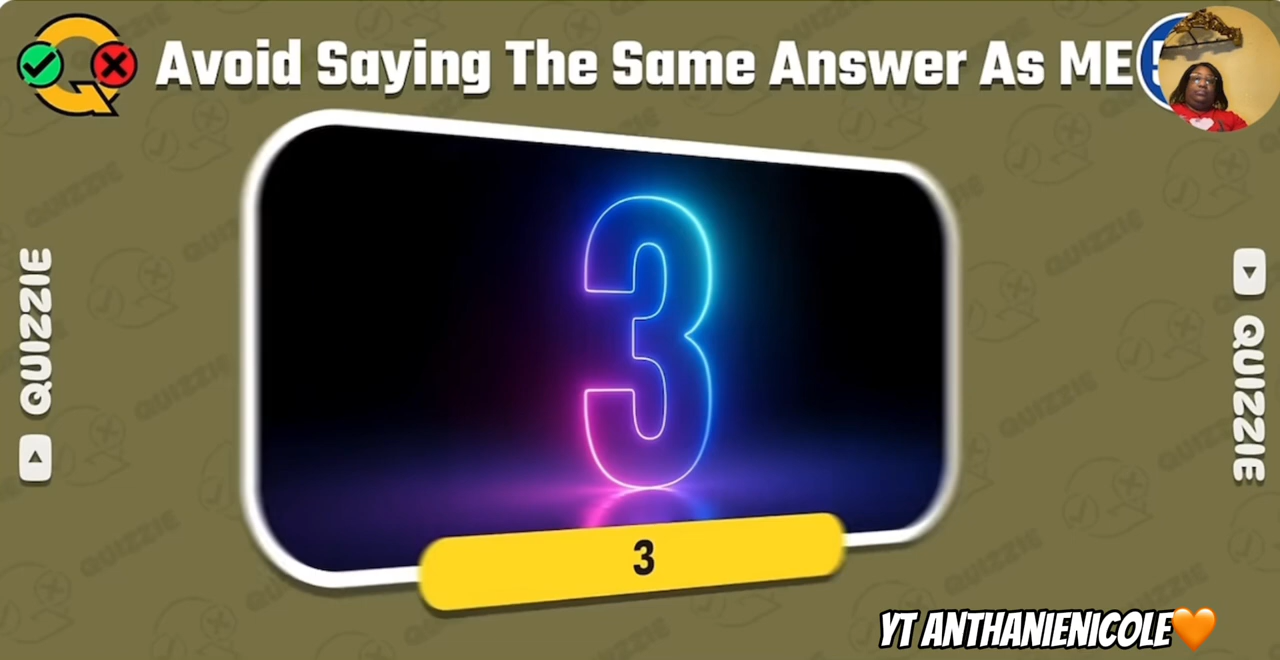 Avoid Saying The Same Answer As ME
3
3
QUIZZIE
QUIZZIE
YT ANTHANIENICOLE🧡